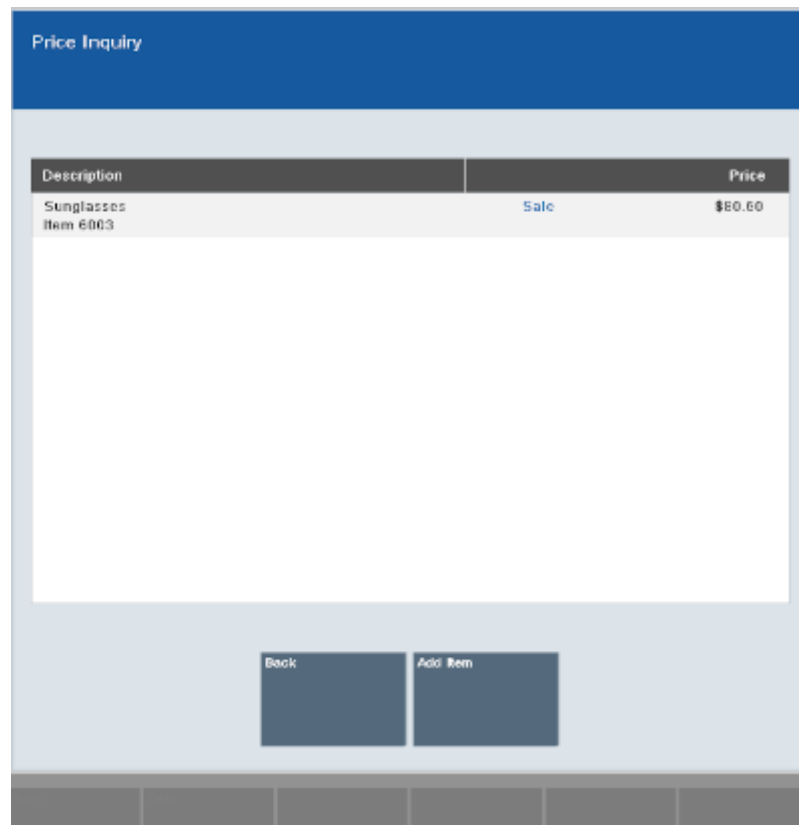 Price Inquiry
Description Price
Sunglasses Sale $80.60
Item 6003
Back Add Item